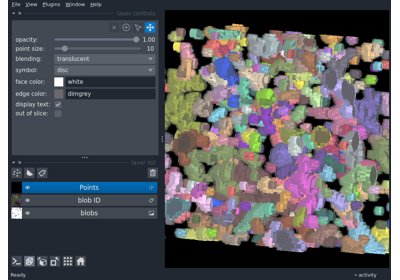 File View Plugins Window Help
layer controls
opacity: 1.00
point size: 10
blending: translucent
symbol: disc
face color: white
edge color: dimgrey
display text:
out of slice:
layer list
Points
blob ID
blobs
Ready
activity